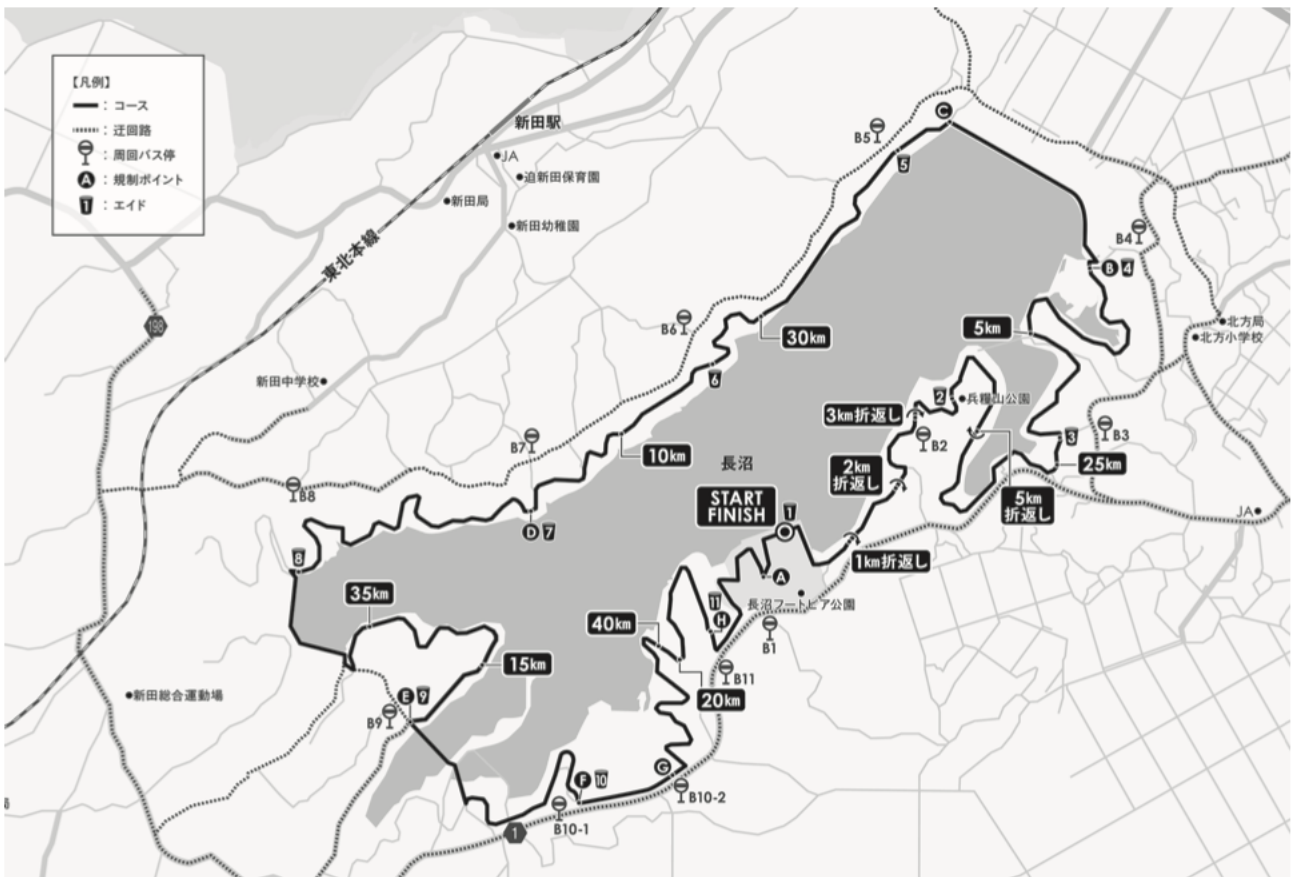 【凡例】
：コース
：迂回路
：周回バス停
A：規制ポイント
1：エイド
新田駅
JA
迫新田保育園
新田局
新田幼稚園
東北本線
198
新田中学校
B5
C
5
B4
B 4
北方局
北方小学校
B6
30km
5km
6
2
兵糧山公園
3km折返し
B2
3
B3
B7
10km
長沼
2km
折返し
25km
B8
START
FINISH
1
5km
折返し
JA
D 7
1km折返し
8
A
長沼フートピア公園
35km
11
H
40km
B1
15km
B11
新田総合運動場
E 9
20km
B9
G
F 10
B10-2
B10-1
1